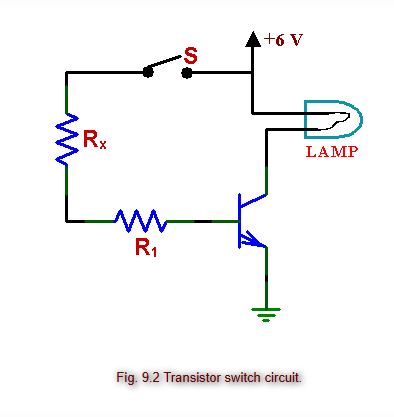 +6 V
S
Rx
LAMP
R1
Fig. 9.2 Transistor switch circuit.